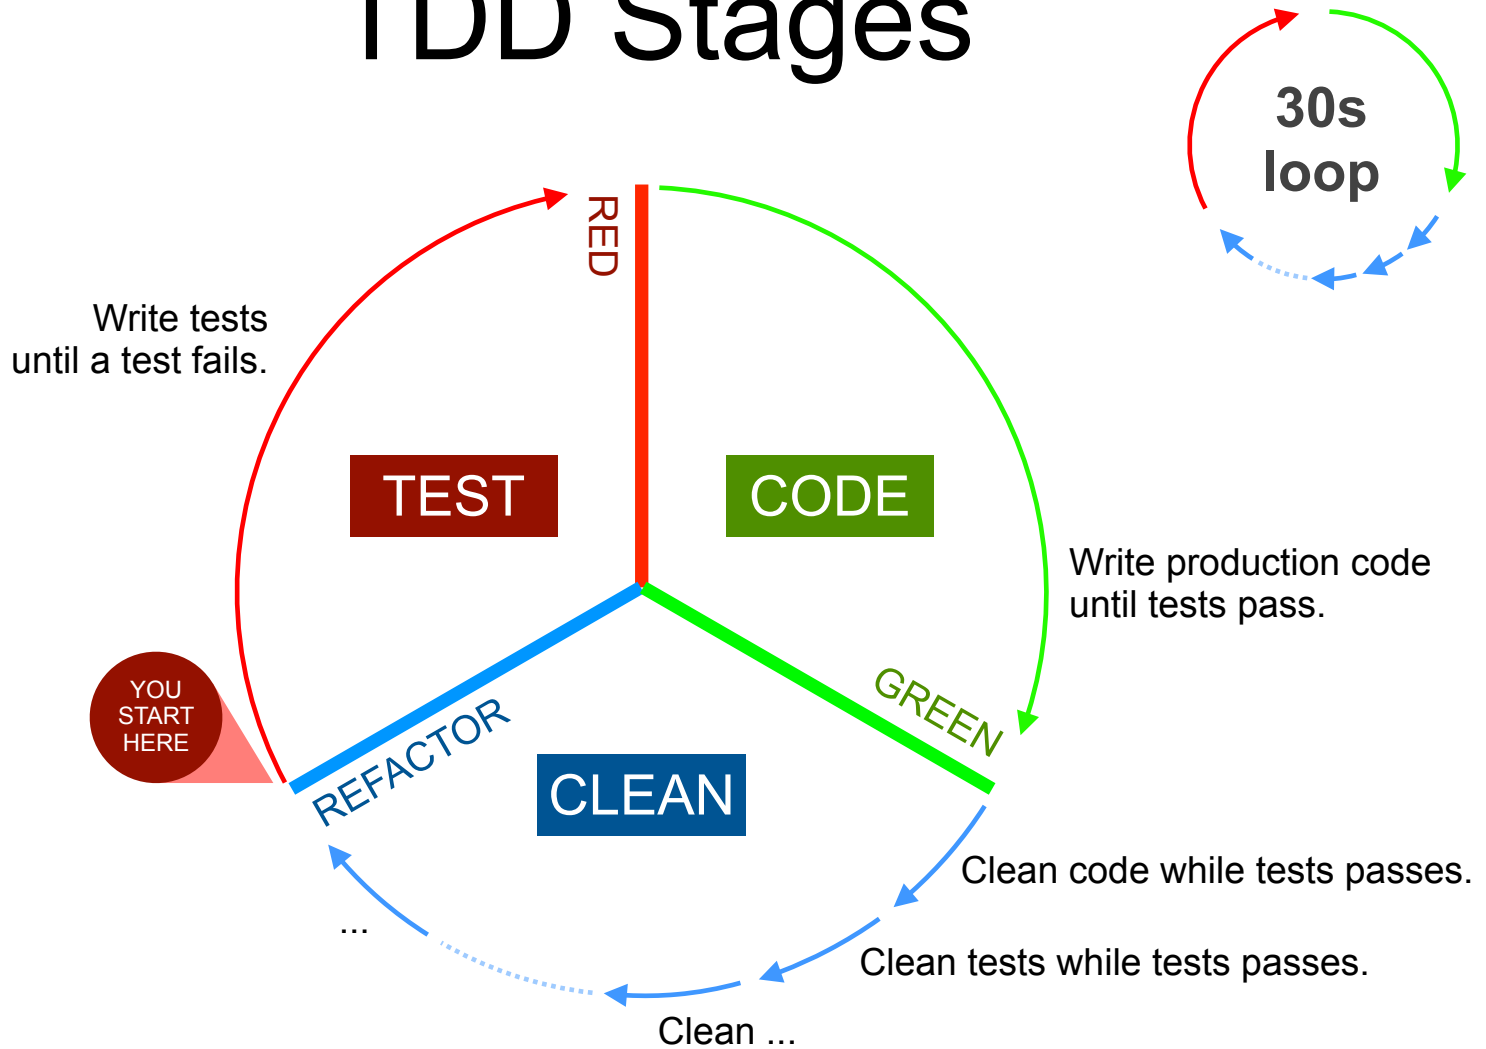 TDD Stages
30s
loop
RED
Write tests
until a test fails.
TEST
CODE
Write production code
until tests pass.
YOU
START
HERE
GREEN
REFACTOR
CLEAN
Clean code while tests passes.
...
Clean tests while tests passes.
Clean ...